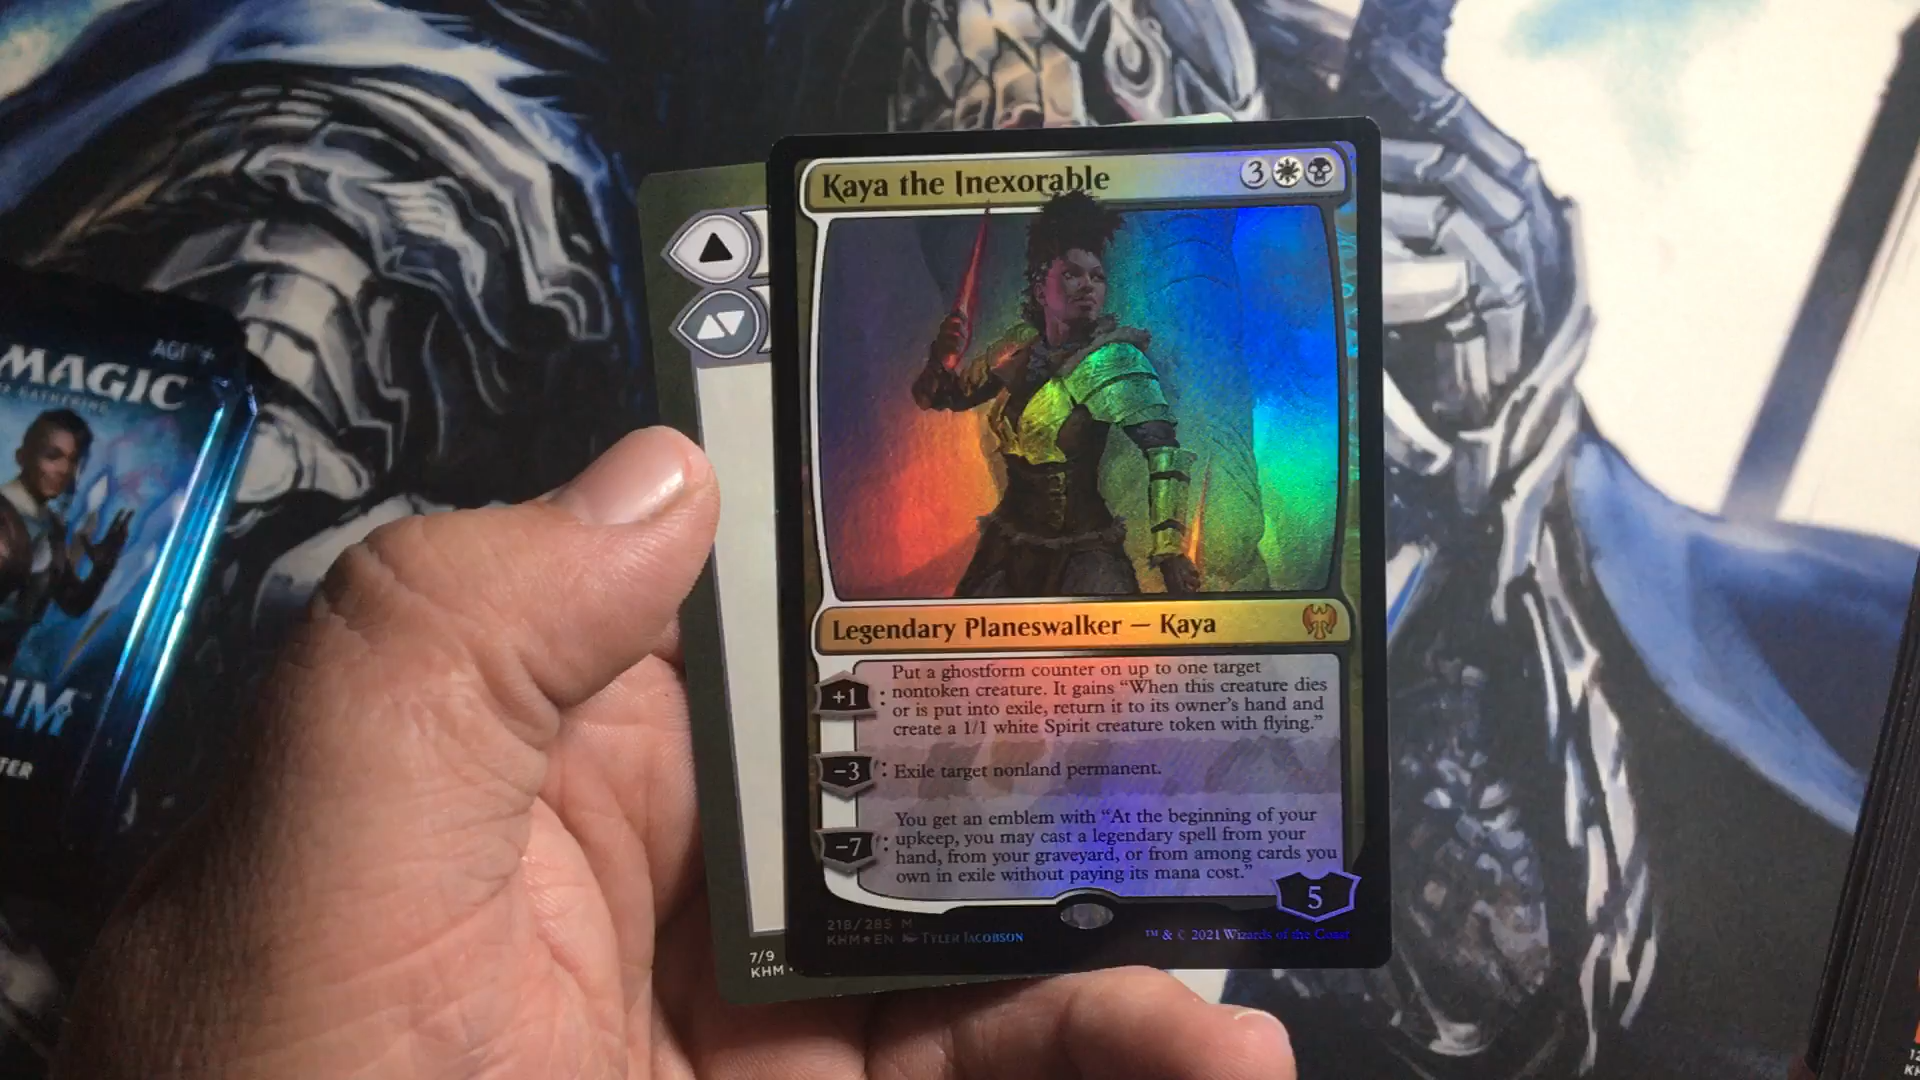 Kaya the Inexorable
3
Legendary Planeswalker — Kaya
+1
: Put a ghostform counter on up to one target
nontoken creature. It gains “When this creature dies
or is put into exile, return it to its owner's hand and
create a 1/1 white Spirit creature token with flying.”
−3
: Exile target nonland permanent.
−7
: You get an emblem with “At the beginning of your
upkeep, you may cast a legendary spell from your
hand, from your graveyard, or from among cards you
own in exile without paying its mana cost.”
5
218/285 M
KHM★EN Tyler Jacobson
™ & © 2021 Wizards of the Coast
7/9
KHM
MAGIC
GATHERING